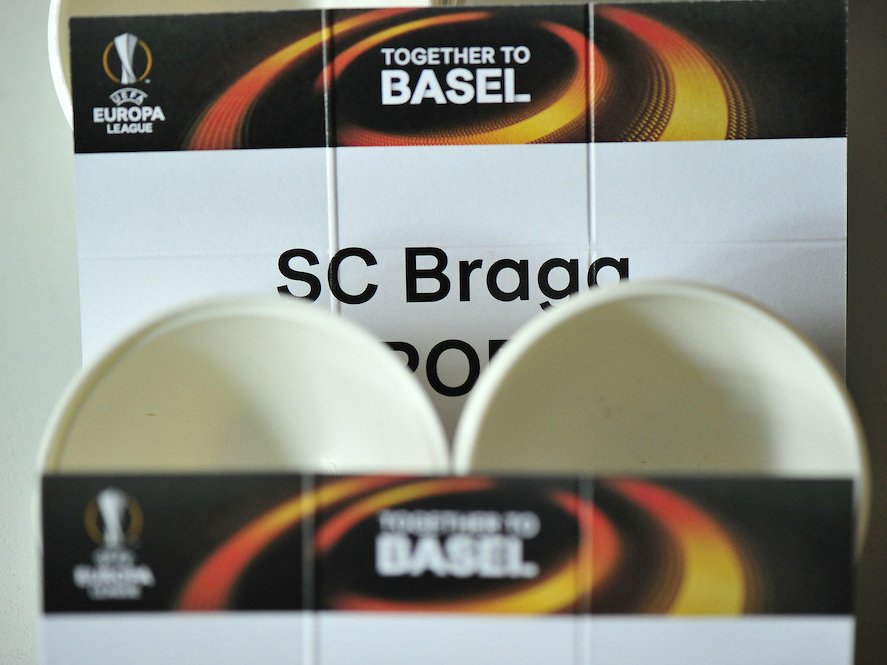 TOGETHER TO
BASEL
UEFA
EUROPA
LEAGUE
SC Braga
TOGETHER TO
BASEL
UEFA
EUROPA
LEAGUE